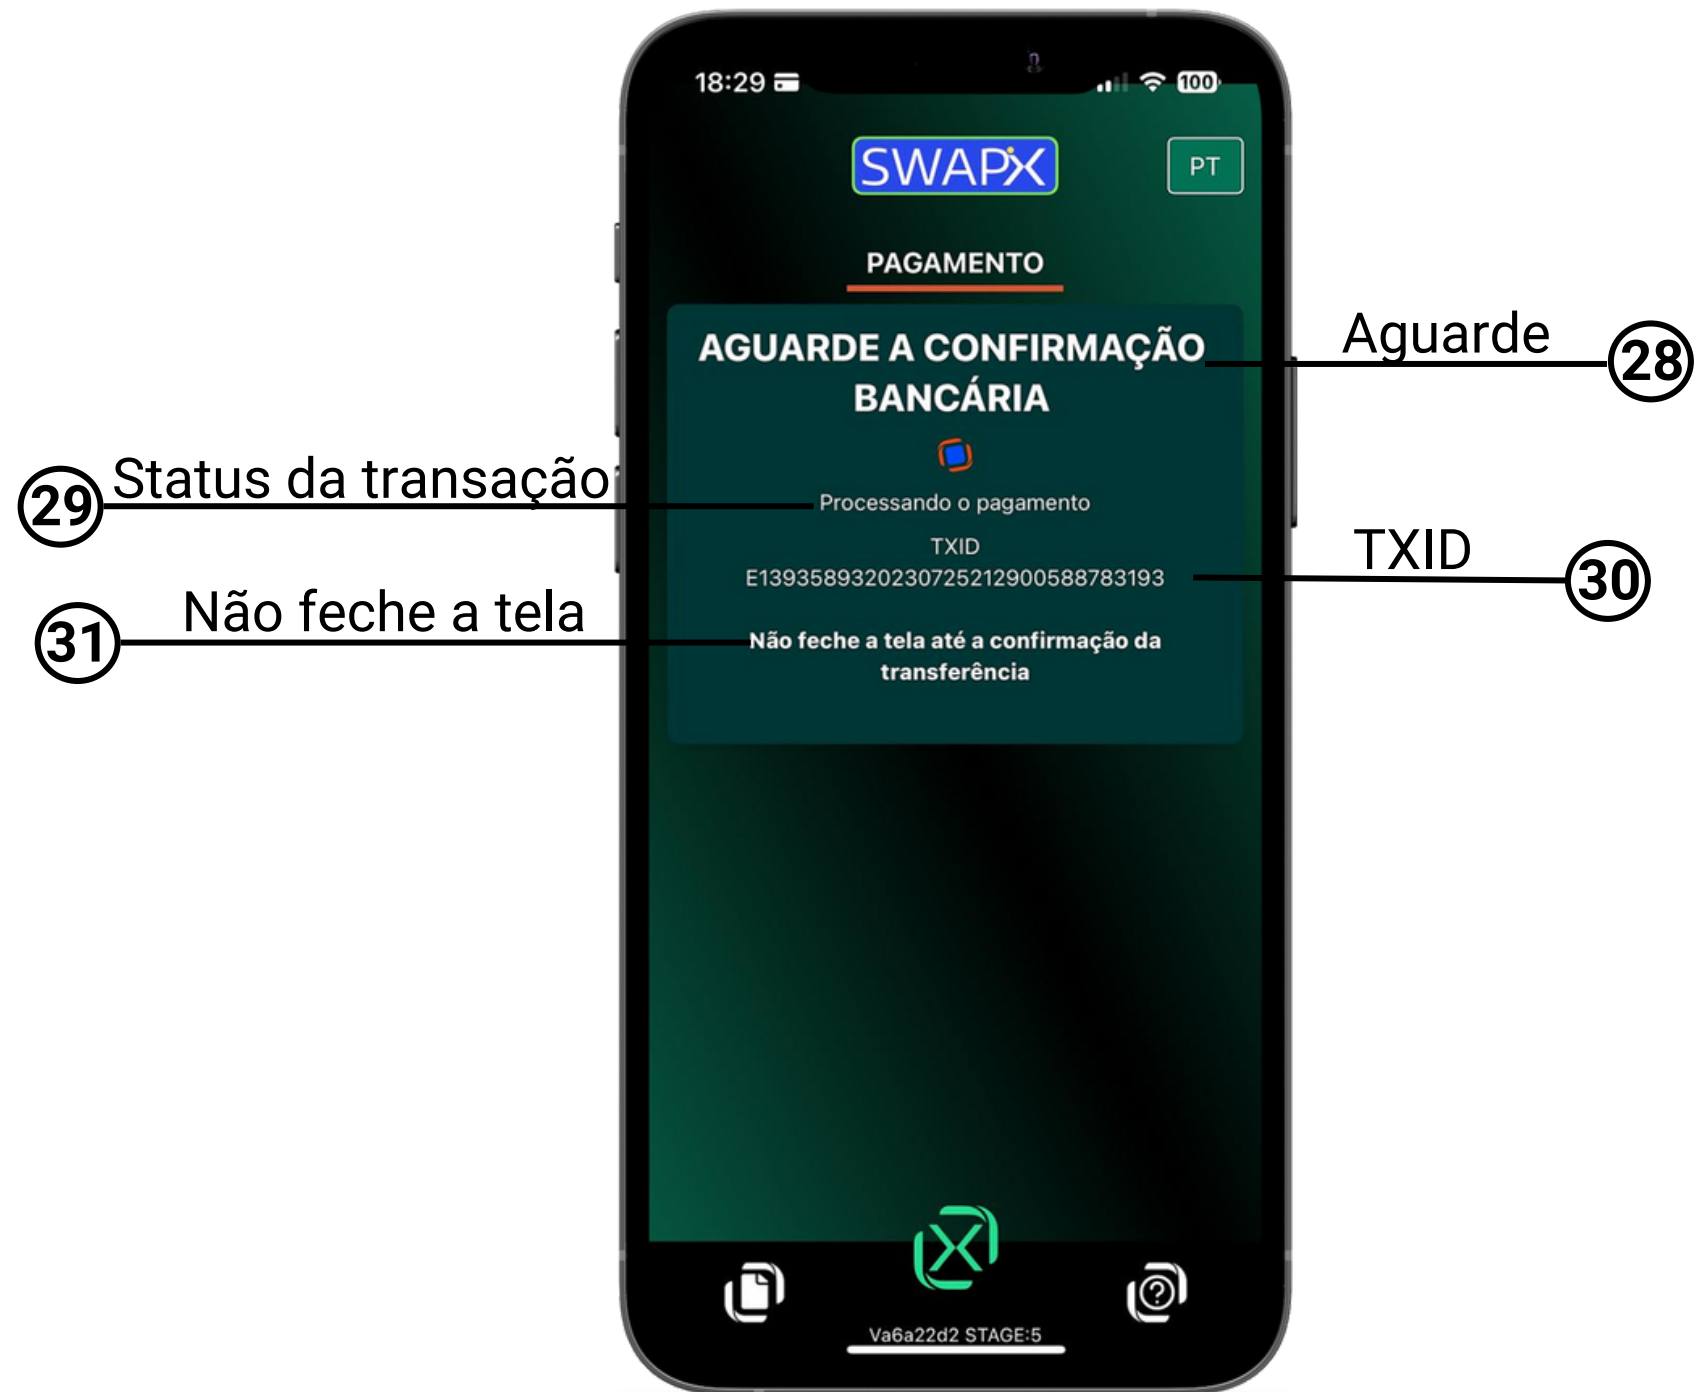 18:29
100
SWAPX
PT
PAGAMENTO
AGUARDE A CONFIRMAÇÃO
BANCÁRIA
Aguarde
28
29
Status da transação
Processando o pagamento
TXID
E13935893202307252129005887831​93
TXID
30
31
Não feche a tela
Não feche a tela até a confirmação da
transferência
Va6a22d2 STAGE:5